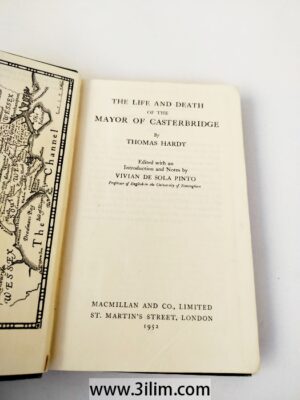 THE LIFE AND DEATH
OF THE
MAYOR OF CASTERBRIDGE
By
THOMAS HARDY
Edited with an
Introduction and Notes by
VIVIAN DE SOLA PINTO
Professor of English in the University of Nottingham
MACMILLAN AND CO., LIMITED
ST. MARTIN'S STREET, LONDON
1952
WESSEX
The Channel
WESSEX
www.3ilim.com